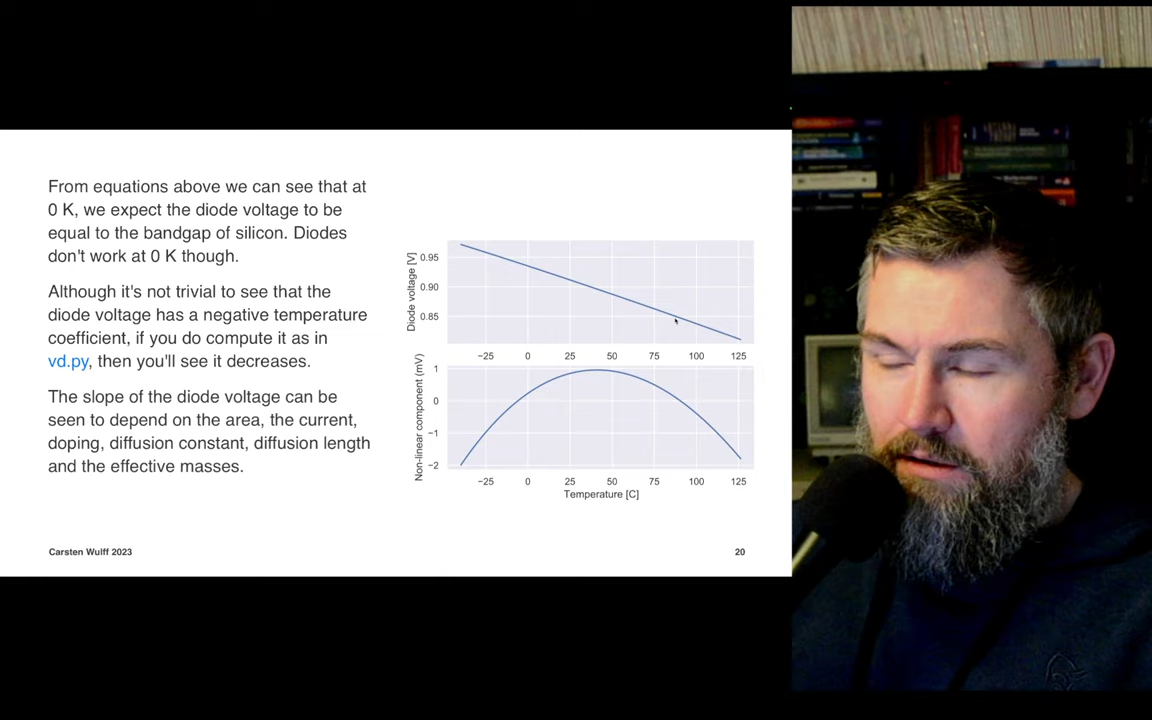 From equations above we can see that at
0 K, we expect the diode voltage to be
equal to the bandgap of silicon. Diodes
don't work at 0 K though.
Although it's not trivial to see that the
diode voltage has a negative temperature
coefficient, if you do compute it as in
vd.py, then you'll see it decreases.
The slope of the diode voltage can be
seen to depend on the area, the current,
doping, diffusion constant, diffusion length
and the effective masses.
Diode voltage [V]
0.95
0.90
0.85
−25 0 25 50 75 100 125
Non-linear component (mV)
1
0
−1
−2
−25 0 25 50 75 100 125
Temperature [C]
Carsten Wulff 2023
20